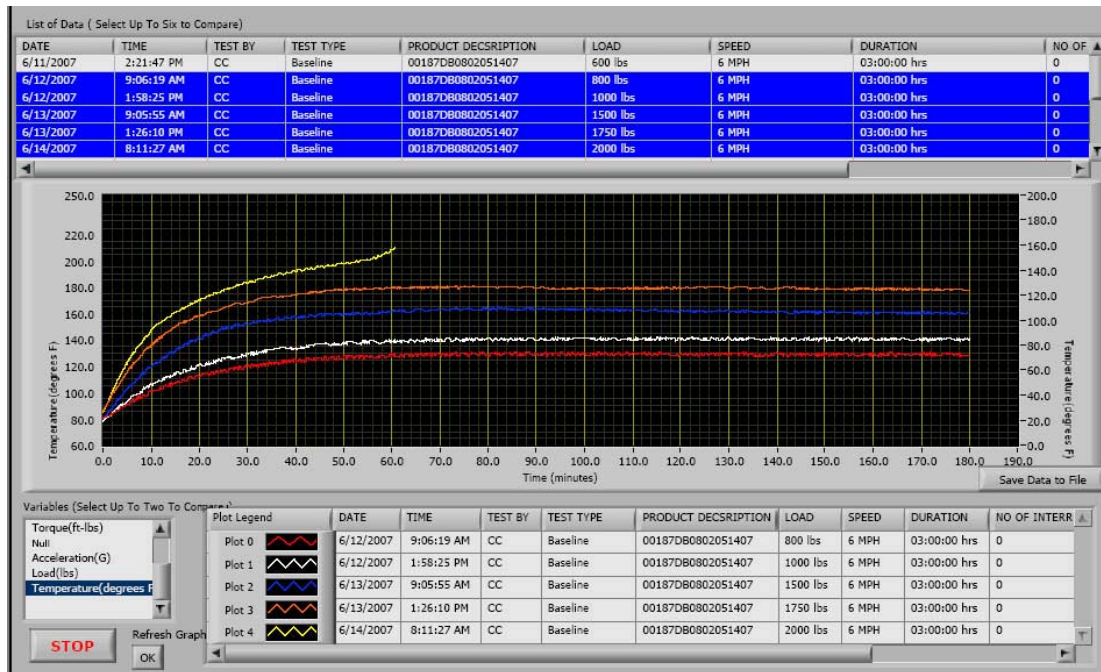 List of Data ( Select Up To Six to Compare)
DATE TIME TEST BY TEST TYPE PRODUCT DECSRIPTION LOAD SPEED DURATION NO OF
6/11/2007 2:21:47 PM CC Baseline 00187DB0802051407 600 lbs 6 MPH 03:00:00 hrs 0
6/12/2007 9:06:19 AM CC Baseline 00187DB0802051407 800 lbs 6 MPH 03:00:00 hrs 0
6/12/2007 1:58:25 PM CC Baseline 00187DB0802051407 1000 lbs 6 MPH 03:00:00 hrs 0
6/13/2007 9:05:55 AM CC Baseline 00187DB0802051407 1500 lbs 6 MPH 03:00:00 hrs 0
6/13/2007 1:26:10 PM CC Baseline 00187DB0802051407 1750 lbs 6 MPH 03:00:00 hrs 0
6/14/2007 8:11:27 AM CC Baseline 00187DB0802051407 2000 lbs 6 MPH 03:00:00 hrs 0
250.0 200.0
180.0
220.0 160.0
200.0 140.0
180.0 120.0
160.0 100.0
140.0 80.0
120.0 60.0
100.0 40.0
80.0 20.0
60.0 0.0
Temperature(degrees F)
Temperature(degrees F)
0.0 10.0 20.0 30.0 40.0 50.0 60.0 70.0 80.0 90.0 100.0 110.0 120.0 130.0 140.0 150.0 160.0 170.0 180.0 190.0
Time (minutes)
Save Data to File
Variables (Select Up To Two To Compare)
Torque(ft-lbs)
Null
Acceleration(G)
Load(lbs)
Temperature(degrees F
STOP
Refresh Graph
OK
Plot Legend DATE TIME TEST BY TEST TYPE PRODUCT DECSRIPTION LOAD SPEED DURATION NO OF INTERR
Plot 0 6/12/2007 9:06:19 AM CC Baseline 00187DB0802051407 800 lbs 6 MPH 03:00:00 hrs 0
Plot 1 6/12/2007 1:58:25 PM CC Baseline 00187DB0802051407 1000 lbs 6 MPH 03:00:00 hrs 0
Plot 2 6/13/2007 9:05:55 AM CC Baseline 00187DB0802051407 1500 lbs 6 MPH 03:00:00 hrs 0
Plot 3 6/13/2007 1:26:10 PM CC Baseline 00187DB0802051407 1750 lbs 6 MPH 03:00:00 hrs 0
Plot 4 6/14/2007 8:11:27 AM CC Baseline 00187DB0802051407 2000 lbs 6 MPH 03:00:00 hrs 0